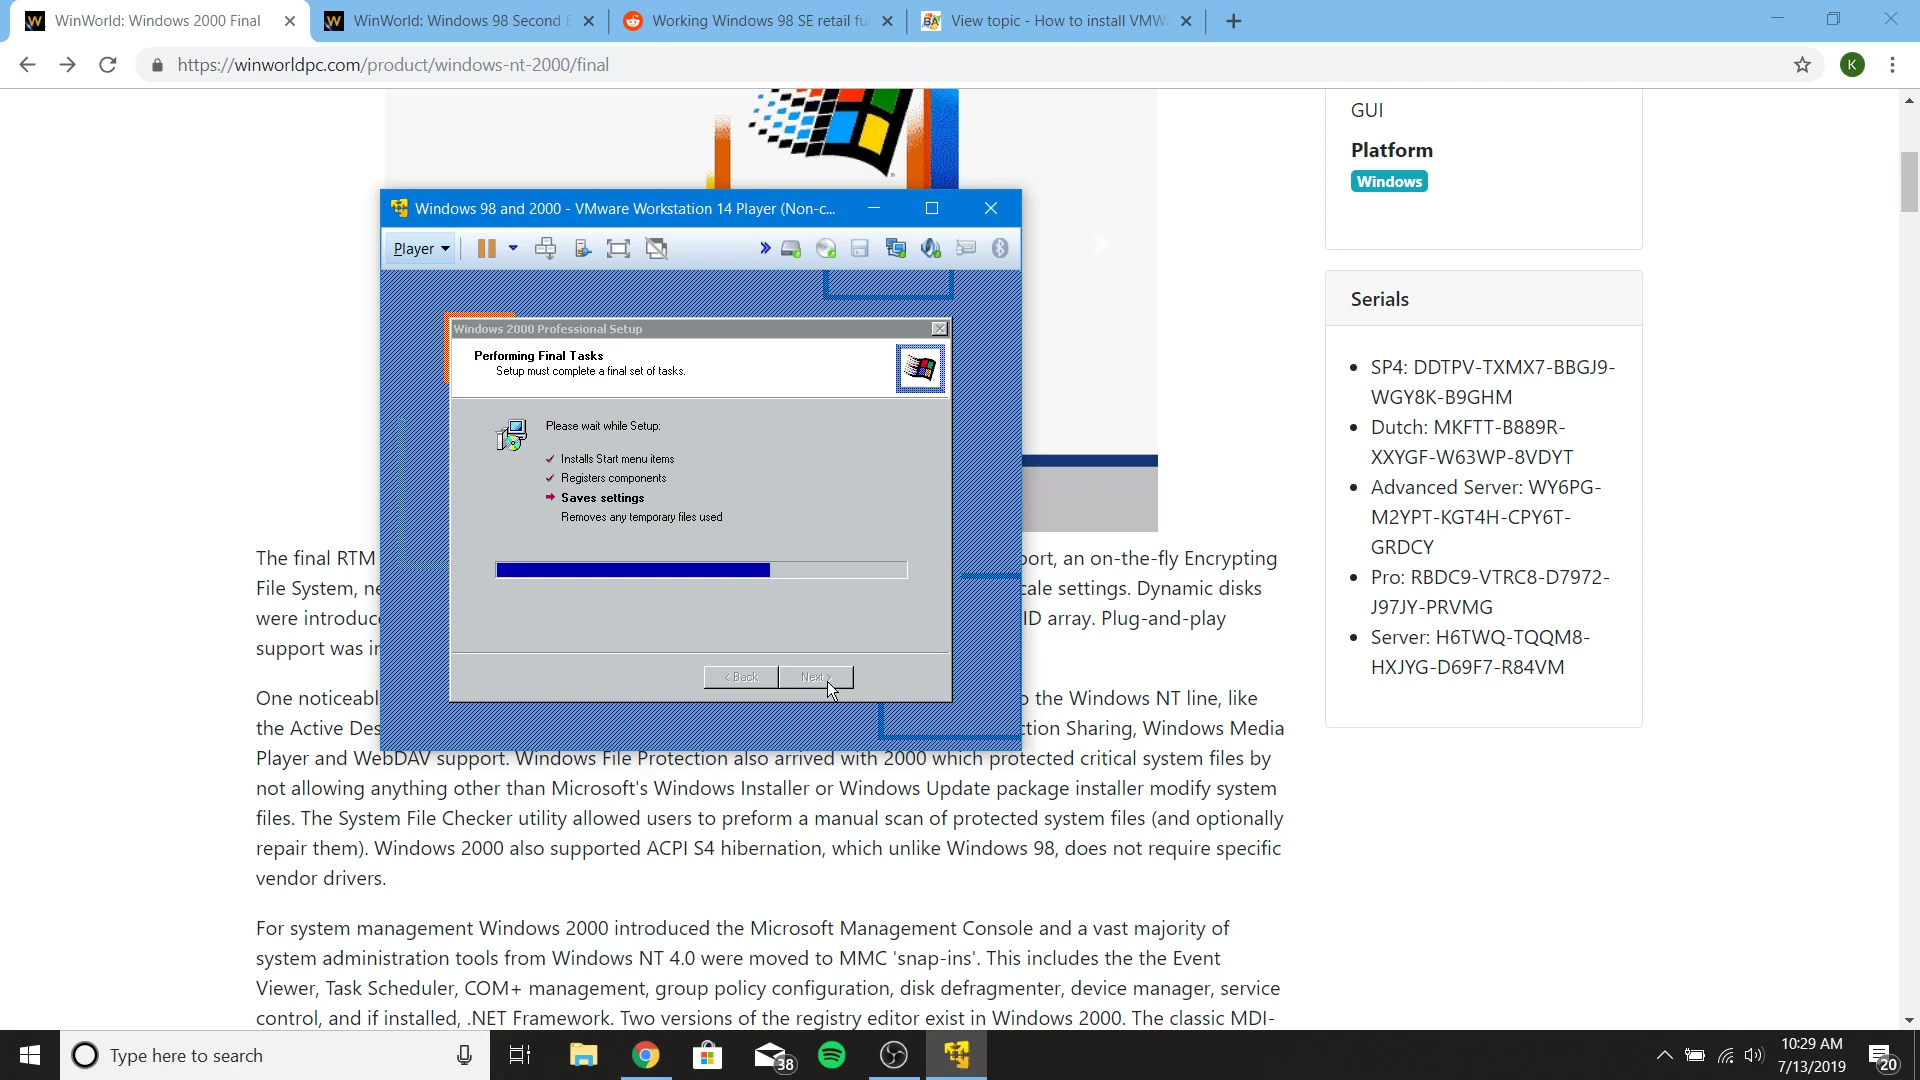 WinWorld: Windows 2000 Final
WinWorld: Windows 98 Second E
Working Windows 98 SE retail ful
View topic - How to install VMWa
https://winworldpc.com/product/windows-nt-2000/final
K
GUI
Platform
Windows
Serials
SP4: DDTPV-TXMX7-BBGJ9-
WGY8K-B9GHM
Dutch: MKFTT-B889R-
XXYGF-W63WP-8VDYT
Advanced Server: WY6PG-
M2YPT-KGT4H-CPY6T-
GRDCY
Pro: RBDC9-VTRC8-D7972-
J97JY-PRVMG
Server: H6TWQ-TQQM8-
HXJYG-D69F7-R84VM
Windows 98 and 2000 - VMware Workstation 14 Player (Non-c...
Player
Windows 2000 Professional Setup
Performing Final Tasks
Setup must complete a final set of tasks.
Please wait while Setup:
Installs Start menu items
Registers components
Saves settings
Removes any temporary files used
< Back
Next >
The final RTM port, an on-the-fly Encrypting
File System, ne cale settings. Dynamic disks
were introduc ID array. Plug-and-play
support was in
One noticeabl o the Windows NT line, like
the Active Des ction Sharing, Windows Media
Player and WebDAV support. Windows File Protection also arrived with 2000 which protected critical system files by
not allowing anything other than Microsoft's Windows Installer or Windows Update package installer modify system
files. The System File Checker utility allowed users to preform a manual scan of protected system files (and optionally
repair them). Windows 2000 also supported ACPI S4 hibernation, which unlike Windows 98, does not require specific
vendor drivers.
For system management Windows 2000 introduced the Microsoft Management Console and a vast majority of
system administration tools from Windows NT 4.0 were moved to MMC 'snap-ins'. This includes the the Event
Viewer, Task Scheduler, COM+ management, group policy configuration, disk defragmenter, device manager, service
control, and if installed, .NET Framework. Two versions of the registry editor exist in Windows 2000. The classic MDI-
Type here to search
38
10:29 AM
7/13/2019
20